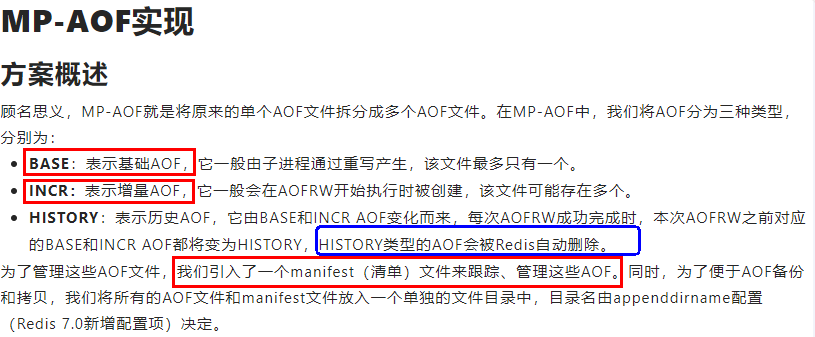 MP-AOF实现
方案概述
顾名思义，MP-AOF就是将原来的单个AOF文件拆分成多个AOF文件。在MP-AOF中，我们将AOF分为三种类型，
分别为：
• BASE：表示基础AOF，它一般由子进程通过重写产生，该文件最多只有一个。
• INCR：表示增量AOF，它一般会在AOFRW开始执行时被创建，该文件可能存在多个。
• HISTORY：表示历史AOF，它由BASE和INCR AOF变化而来，每次AOFRW成功完成时，本次AOFRW之前对应
的BASE和INCR AOF都将变为HISTORY，HISTORY类型的AOF会被Redis自动删除。
为了管理这些AOF文件，我们引入了一个manifest（清单）文件来跟踪、管理这些AOF。同时，为了便于AOF备份
和拷贝，我们将所有的AOF文件和manifest文件放入一个单独的文件目录中，目录名由appenddirname配置
（Redis 7.0新增配置项）决定。